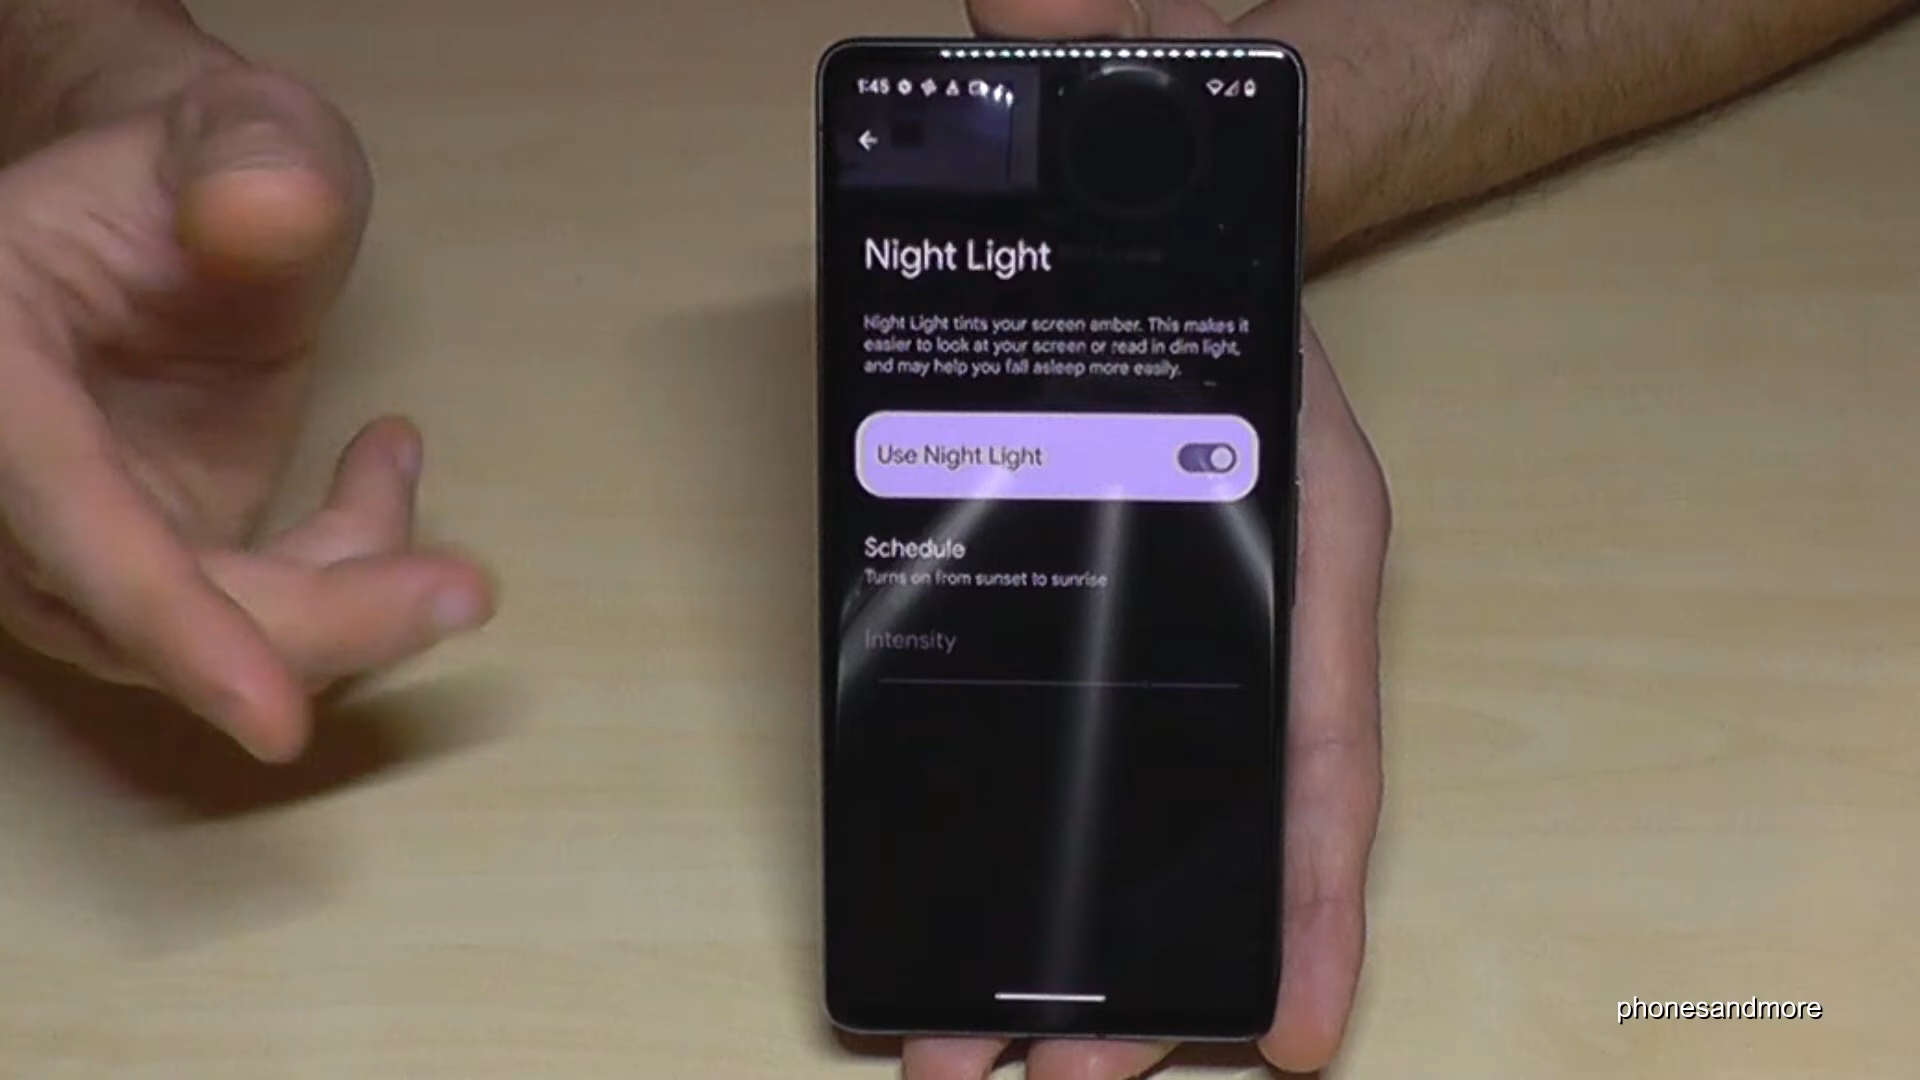 1:45
Night Light
Night Light tints your screen amber. This makes it
easier to look at your screen or read in dim light,
and may help you fall asleep more easily.
Use Night Light
Schedule
Turns on from sunset to sunrise
Intensity
phonesandmore